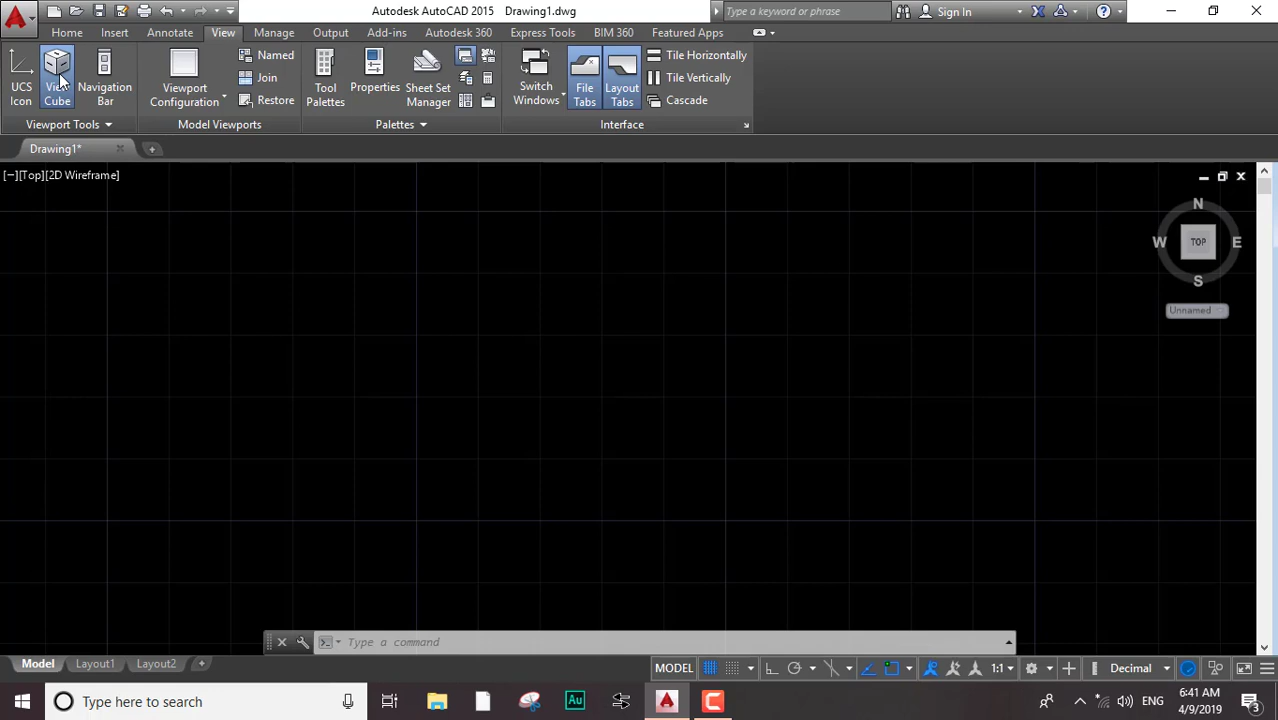 Autodesk AutoCAD 2015 Drawing1.dwg
Type a keyword or phrase
Sign In
Home Insert Annotate View Manage Output Add-ins Autodesk 360 Express Tools BIM 360 Featured Apps
UCS Icon
View Cube
Navigation Bar
Viewport Configuration
Named
Join
Restore
Tool Palettes
Properties
Sheet Set Manager
Switch Windows
File Tabs
Layout Tabs
Tile Horizontally
Tile Vertically
Cascade
Viewport Tools
Model Viewports
Palettes
Interface
Drawing1*
[−][Top][2D Wireframe]
N
W TOP E
S
Unnamed
Type a command
Model Layout1 Layout2
MODEL 1:1 Decimal
Type here to search
Au
ENG
6:41 AM
4/9/2019
3